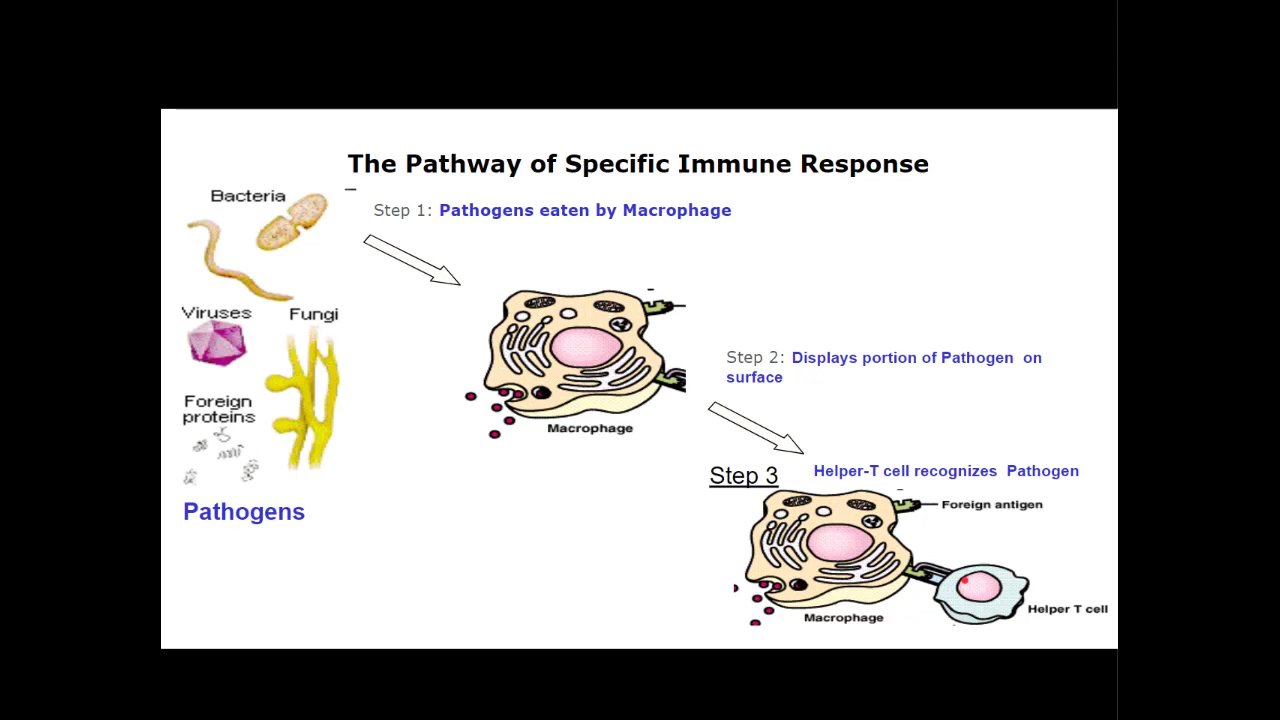 The Pathway of Specific Immune Response
Bacteria
Step 1: Pathogens eaten by Macrophage
Viruses
Fungi
Foreign
proteins
Pathogens
Macrophage
Step 2: Displays portion of Pathogen on
surface
Step 3
Helper-T cell recognizes Pathogen
Foreign antigen
Helper T cell
Macrophage